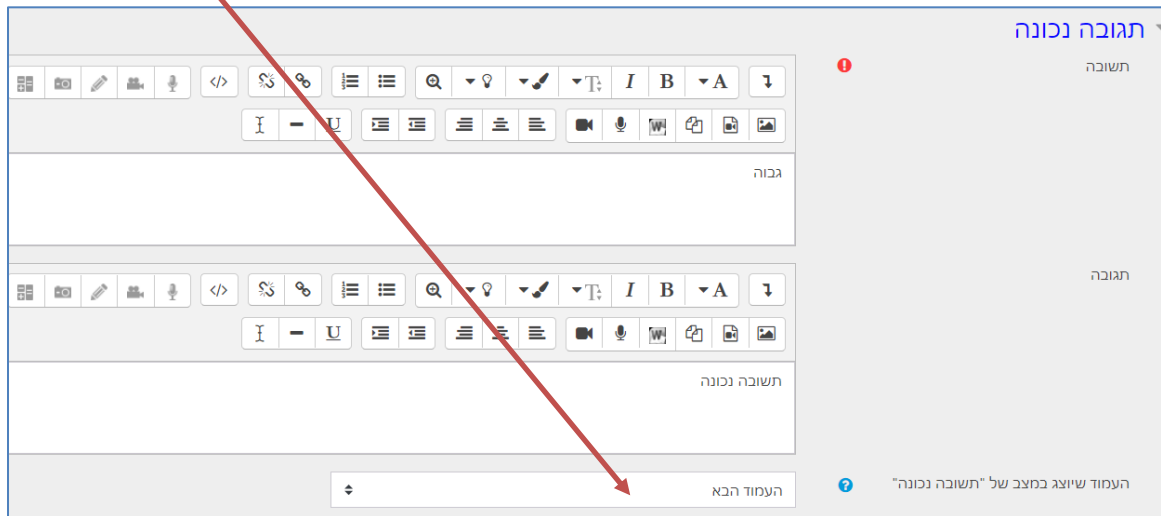 תגובה נכונה
תשובה
גבוה
תגובה
תשובה נכונה
העמוד שיוצג במצב של "תשובה נכונה"
העמוד הבא